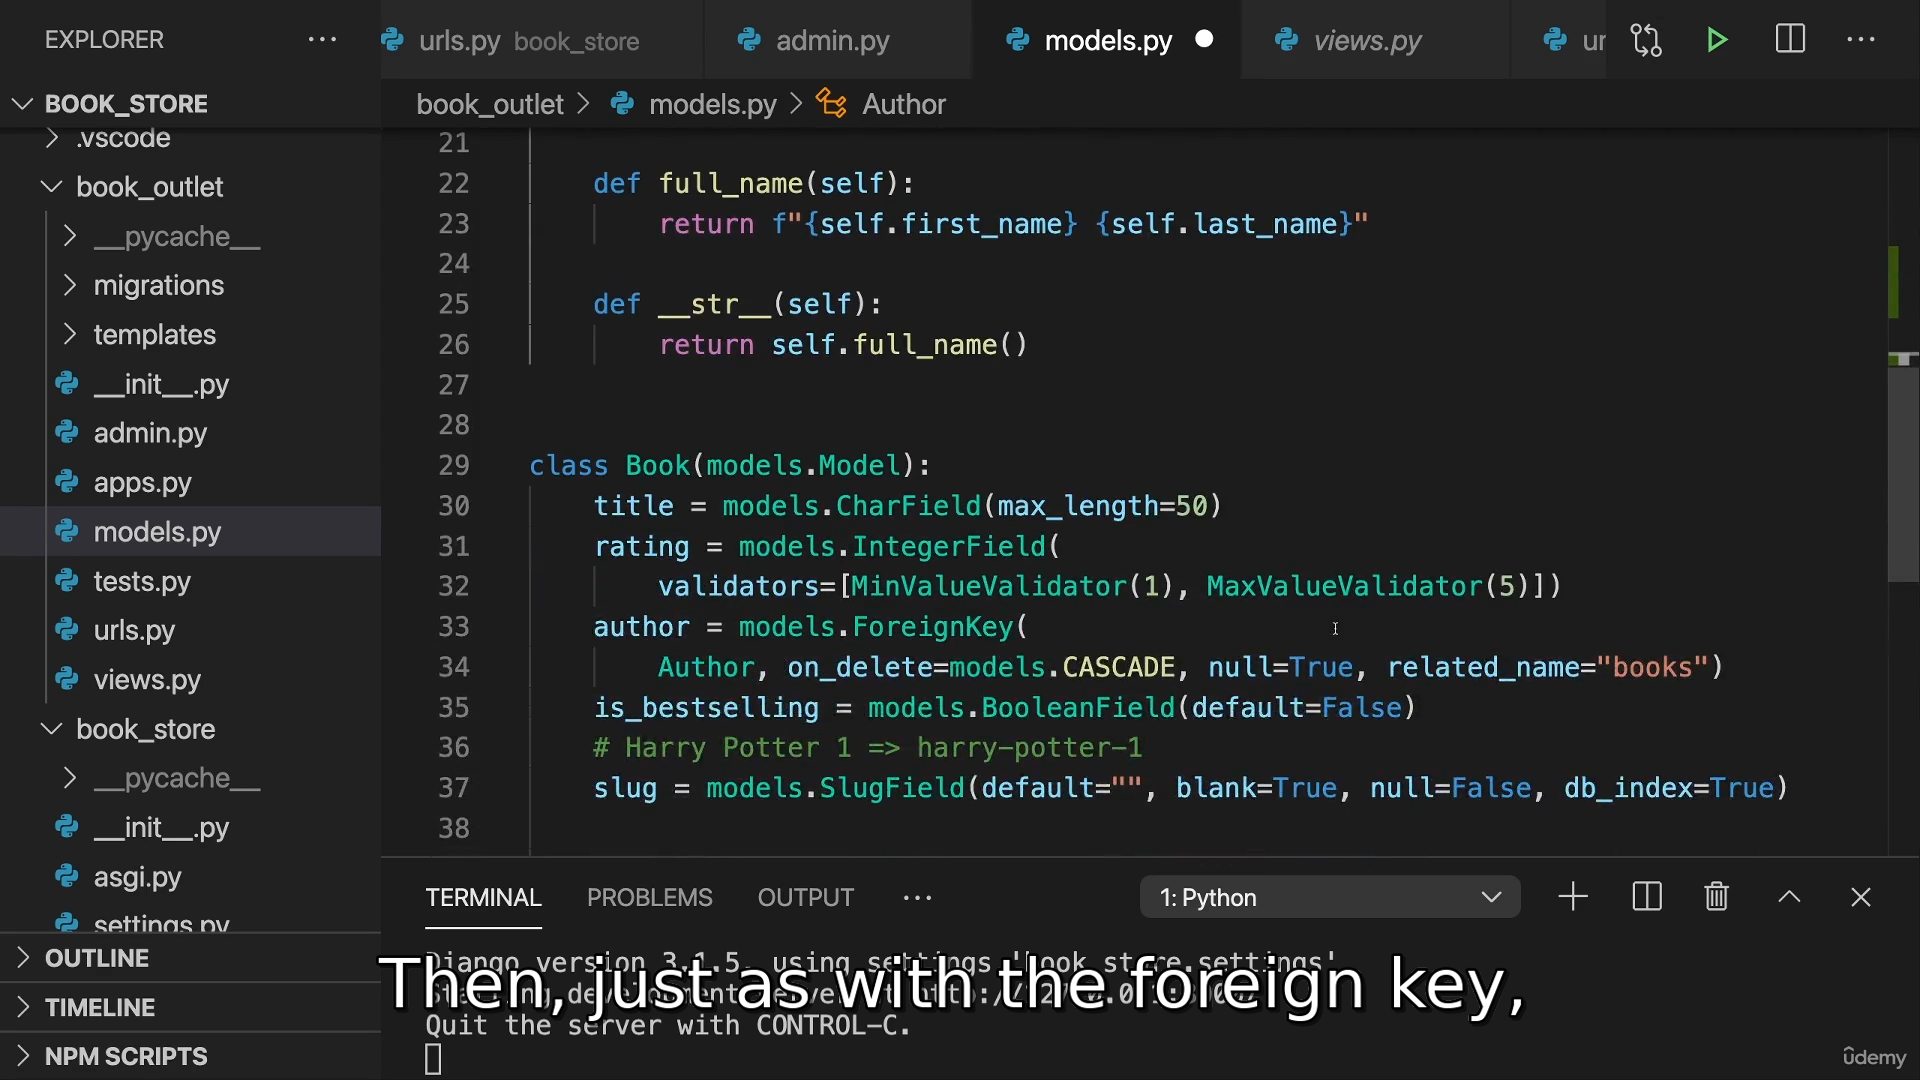 EXPLORER
urls.py book_store
admin.py
models.py
views.py
ur
BOOK_STORE
book_outlet > models.py > Author
.vscode
book_outlet
__pycache__
migrations
templates
__init__.py
admin.py
apps.py
models.py
tests.py
urls.py
views.py
book_store
__pycache__
__init__.py
asgi.py
settings.py
OUTLINE
TIMELINE
NPM SCRIPTS
21
22 def full_name(self):
23 return f"{self.first_name} {self.last_name}"
24
25 def __str__(self):
26 return self.full_name()
27
28
29 class Book(models.Model):
30 title = models.CharField(max_length=50)
31 rating = models.IntegerField(
32 validators=[MinValueValidator(1), MaxValueValidator(5)])
33 author = models.ForeignKey(
34 Author, on_delete=models.CASCADE, null=True, related_name="books")
35 is_bestselling = models.BooleanField(default=False)
36 # Harry Potter 1 => harry-potter-1
37 slug = models.SlugField(default="", blank=True, null=False, db_index=True)
38
TERMINAL PROBLEMS OUTPUT
1: Python
Django version 3.1.5, using settings 'book_store.settings'
Then, just as with the foreign key,
Quit the server with CONTROL-C.
ûdemy